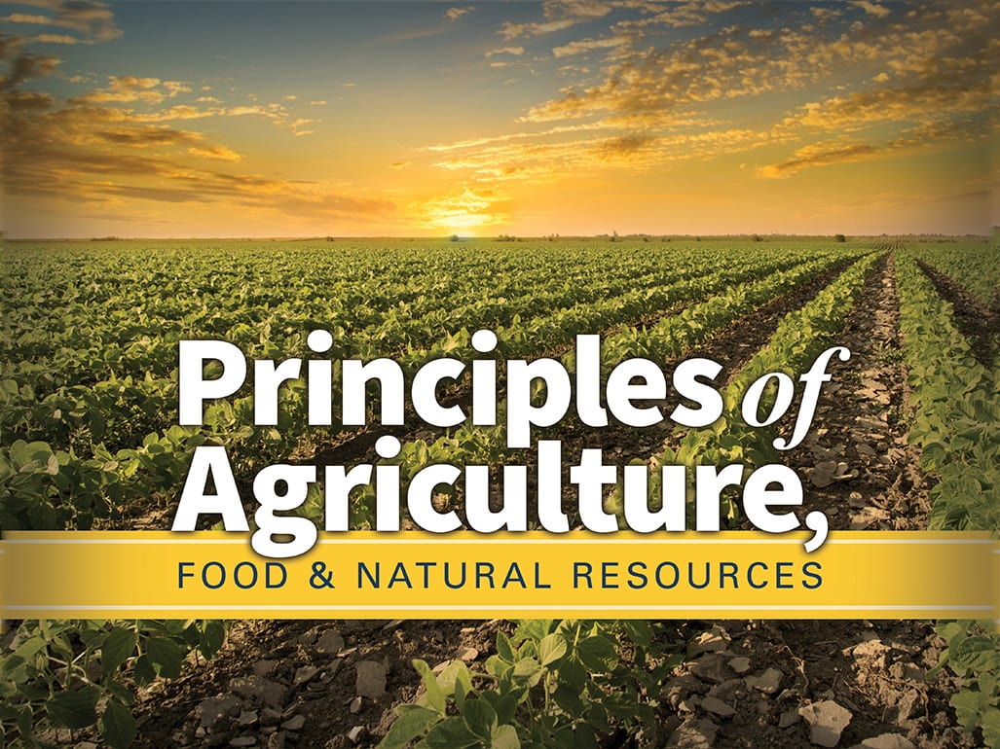 Principles of
Agriculture,
FOOD & NATURAL RESOURCES